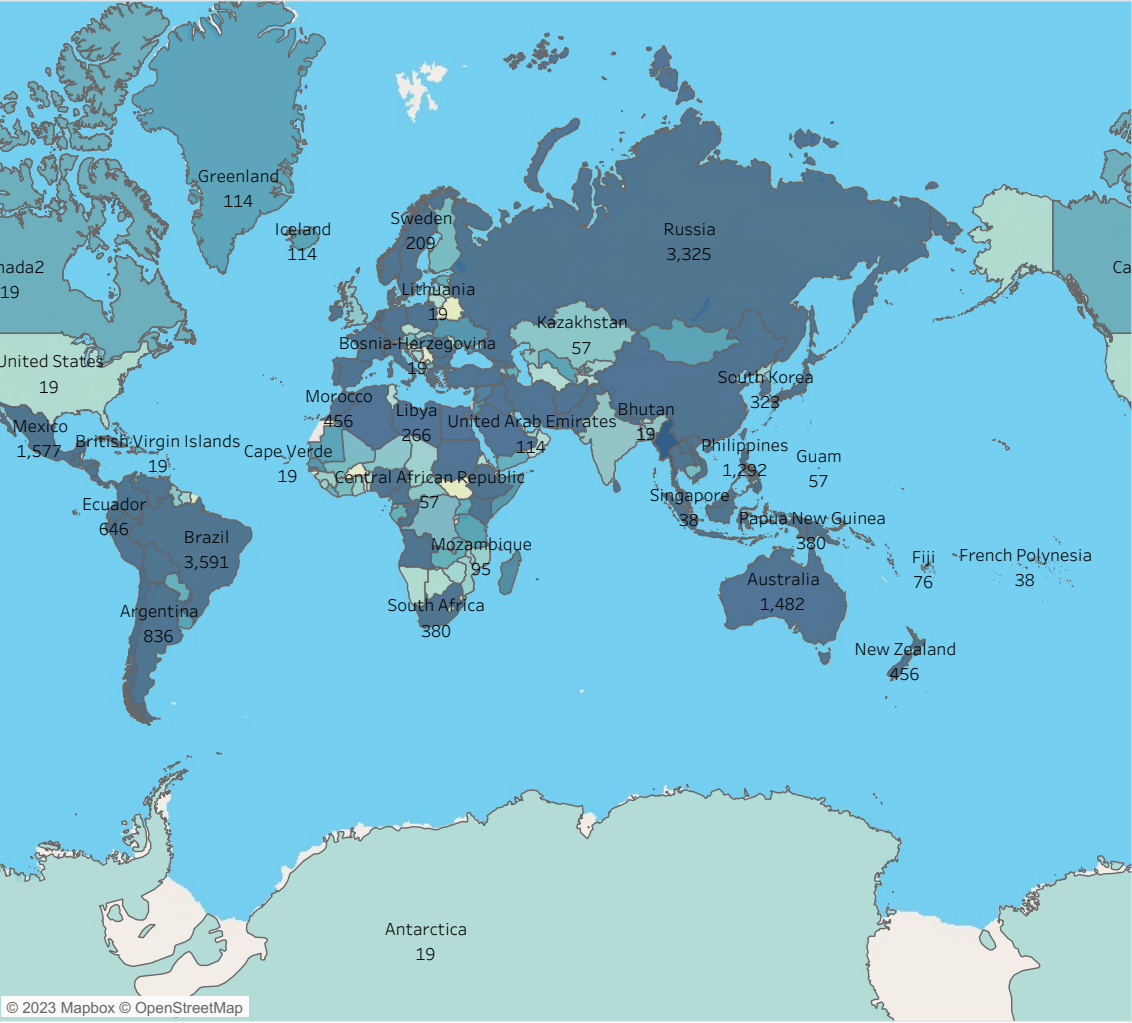 Greenland
114
Iceland
114
Sweden
209
Russia
3,325
nada2
19
Ca
Lithuania
19
Kazakhstan
57
Bosnia-Herzegovina
19
United States
19
South Korea
323
Morocco
456
Libya
266
United Arab Emirates
114
Bhutan
19
Mexico
1,577
British Virgin Islands
19
Cape Verde
19
Philippines
1,292
Guam
57
Central African Republic
57
Ecuador
646
Singapore
38
Papua New Guinea
380
Brazil
3,591
Mozambique
95
Fiji
76
French Polynesia
38
Australia
1,482
Argentina
836
South Africa
380
New Zealand
456
Antarctica
19
© 2023 Mapbox © OpenStreetMap